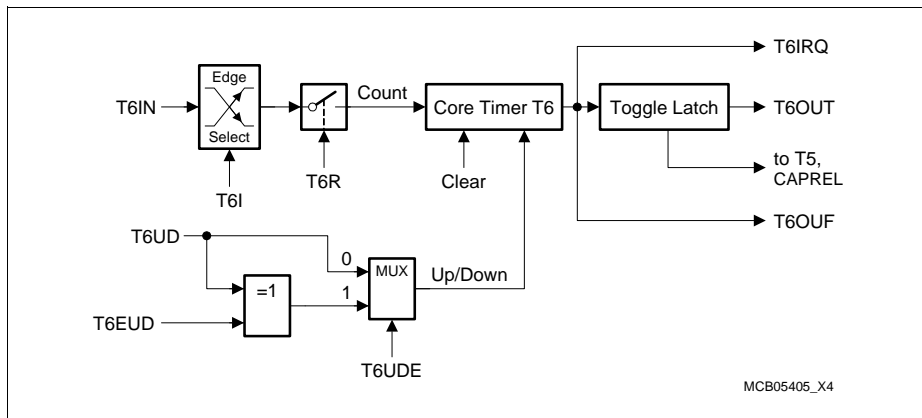 T6IRQ
Edge
Select
T6IN
Count
Core Timer T6
Toggle Latch
T6OUT
T6I
T6R
Clear
to T5,
CAPREL
T6OUF
T6UD
0
MUX
Up/Down
=1
1
T6EUD
T6UDE
MCB05405_X4